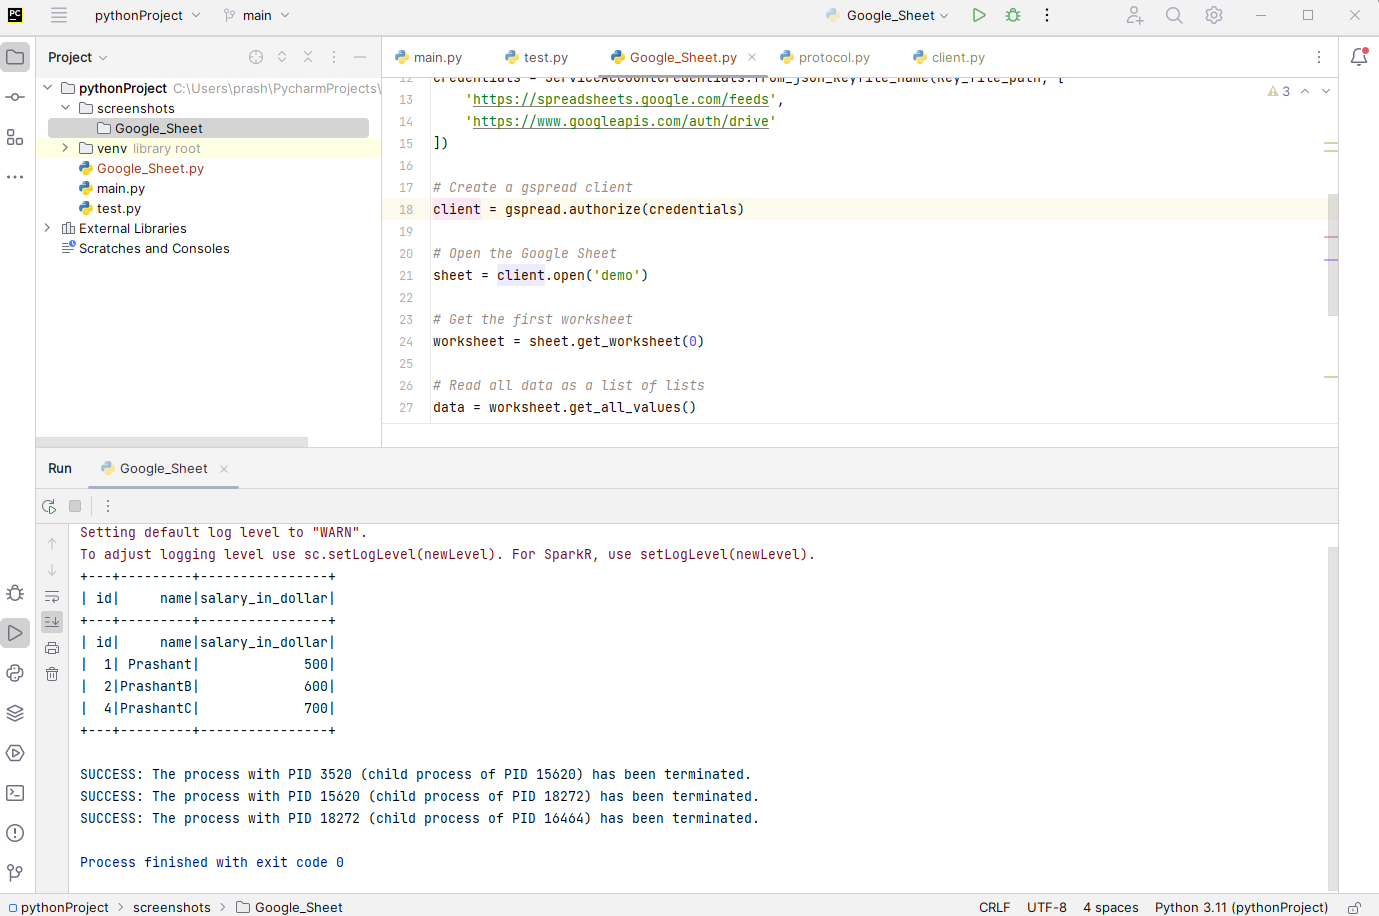 PC pythonProject main Google_Sheet
Project
main.py test.py Google_Sheet.py protocol.py client.py
pythonProject C:\Users\prash\PycharmProjects\
screenshots
Google_Sheet
venv library root
Google_Sheet.py
main.py
test.py
External Libraries
Scratches and Consoles
3
12 credentials = ServiceAccountCredentials.from_json_keyfile_name(key_file_path, [
13 'https://spreadsheets.google.com/feeds',
14 'https://www.googleapis.com/auth/drive'
15 ])
16
17 # Create a gspread client
18 client = gspread.authorize(credentials)
19
20 # Open the Google Sheet
21 sheet = client.open('demo')
22
23 # Get the first worksheet
24 worksheet = sheet.get_worksheet(0)
25
26 # Read all data as a list of lists
27 data = worksheet.get_all_values()
Run Google_Sheet
Setting default log level to "WARN".
To adjust logging level use sc.setLogLevel(newLevel). For SparkR, use setLogLevel(newLevel).
+---+---------+----------------+
| id|     name|salary_in_dollar|
+---+---------+----------------+
| id|     name|salary_in_dollar|
|  1| Prashant|             500|
|  2|PrashantB|             600|
|  4|PrashantC|             700|
+---+---------+----------------+
SUCCESS: The process with PID 3520 (child process of PID 15620) has been terminated.
SUCCESS: The process with PID 15620 (child process of PID 18272) has been terminated.
SUCCESS: The process with PID 18272 (child process of PID 16464) has been terminated.
Process finished with exit code 0
pythonProject > screenshots > Google_Sheet CRLF UTF-8 4 spaces Python 3.11 (pythonProject)